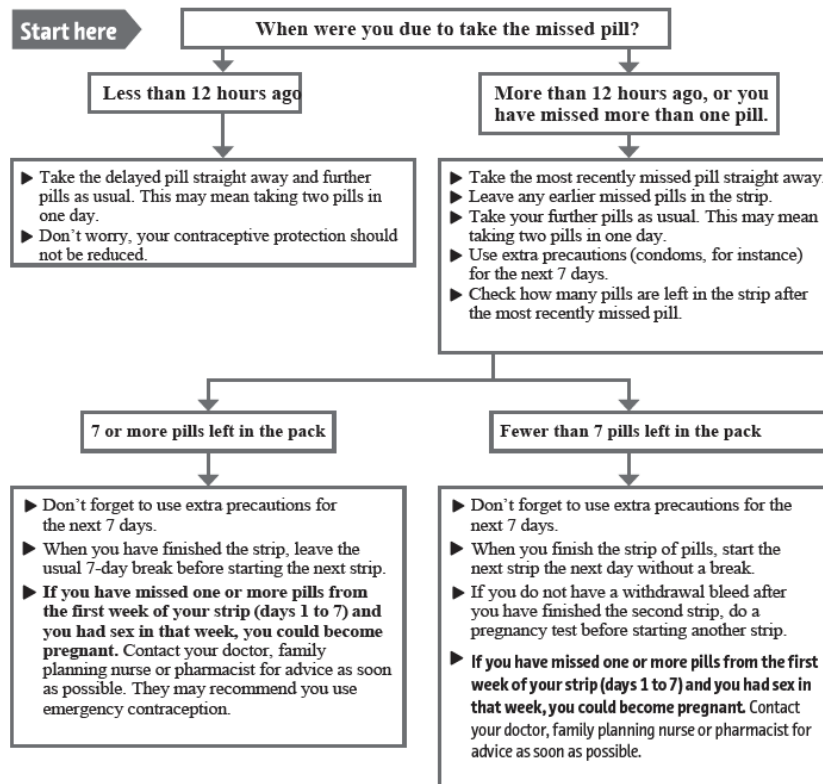 Start here
When were you due to take the missed pill?
Less than 12 hours ago
More than 12 hours ago, or you
have missed more than one pill.
▶ Take the delayed pill straight away and further
pills as usual. This may mean taking two pills in
one day.
▶ Don’t worry, your contraceptive protection should
not be reduced.
▶ Take the most recently missed pill straight away.
▶ Leave any earlier missed pills in the strip.
▶ Take your further pills as usual. This may mean
taking two pills in one day.
▶ Use extra precautions (condoms, for instance)
for the next 7 days.
▶ Check how many pills are left in the strip after
the most recently missed pill.
7 or more pills left in the pack
Fewer than 7 pills left in the pack
▶ Don’t forget to use extra precautions for
the next 7 days.
▶ When you have finished the strip, leave the
usual 7-day break before starting the next strip.
▶ If you have missed one or more pills from
the first week of your strip (days 1 to 7) and
you had sex in that week, you could become
pregnant. Contact your doctor, family
planning nurse or pharmacist for advice as soon
as possible. They may recommend you use
emergency contraception.
▶ Don’t forget to use extra precautions for the
next 7 days.
▶ When you finish the strip of pills, start the
next strip the next day without a break.
▶ If you do not have a withdrawal bleed after
you have finished the second strip, do a
pregnancy test before starting another strip.
▶ If you have missed one or more pills from the first
week of your strip (days 1 to 7) and you had sex in
that week, you could become pregnant. Contact
your doctor, family planning nurse or pharmacist for
advice as soon as possible.